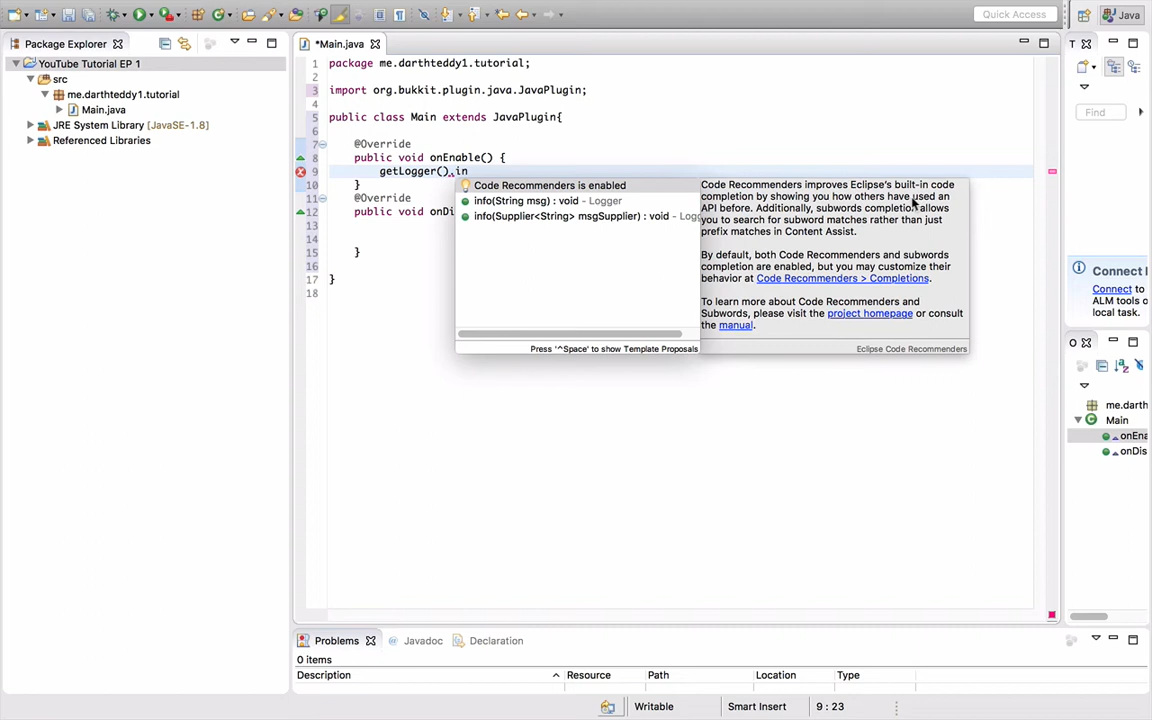 Quick Access
Java
Package Explorer
*Main.java
T
YouTube Tutorial EP 1
src
me.darthteddy1.tutorial
Main.java
JRE System Library [JavaSE-1.8]
Referenced Libraries
1 package me.darthteddy1.tutorial;
2
3 import org.bukkit.plugin.java.JavaPlugin;
4
5 public class Main extends JavaPlugin{
6
7 @Override
8 public void onEnable() {
9 getLogger().in
10 }
11 @Override
12 public void onDi
13
14
15 }
16
17 }
18
Code Recommenders is enabled
info(String msg) : void - Logger
info(Supplier<String> msgSupplier) : void - Logg
Press '^Space' to show Template Proposals
Code Recommenders improves Eclipse's built-in code
completion by showing you how others have used an
API before. Additionally, subwords completion allows
you to search for subword matches rather than just
prefix matches in Content Assist.
By default, both Code Recommenders and subwords
completion are enabled, but you may customize their
behavior at Code Recommenders > Completions.
To learn more about Code Recommenders and
Subwords, please visit the project homepage or consult
the manual.
Eclipse Code Recommenders
Find
Connect
Connect to
ALM tools o
local task.
O
me.darth
Main
onEna
onDis
Problems
@ Javadoc
Declaration
0 items
Description
Resource
Path
Location
Type
Writable
Smart Insert
9 : 23